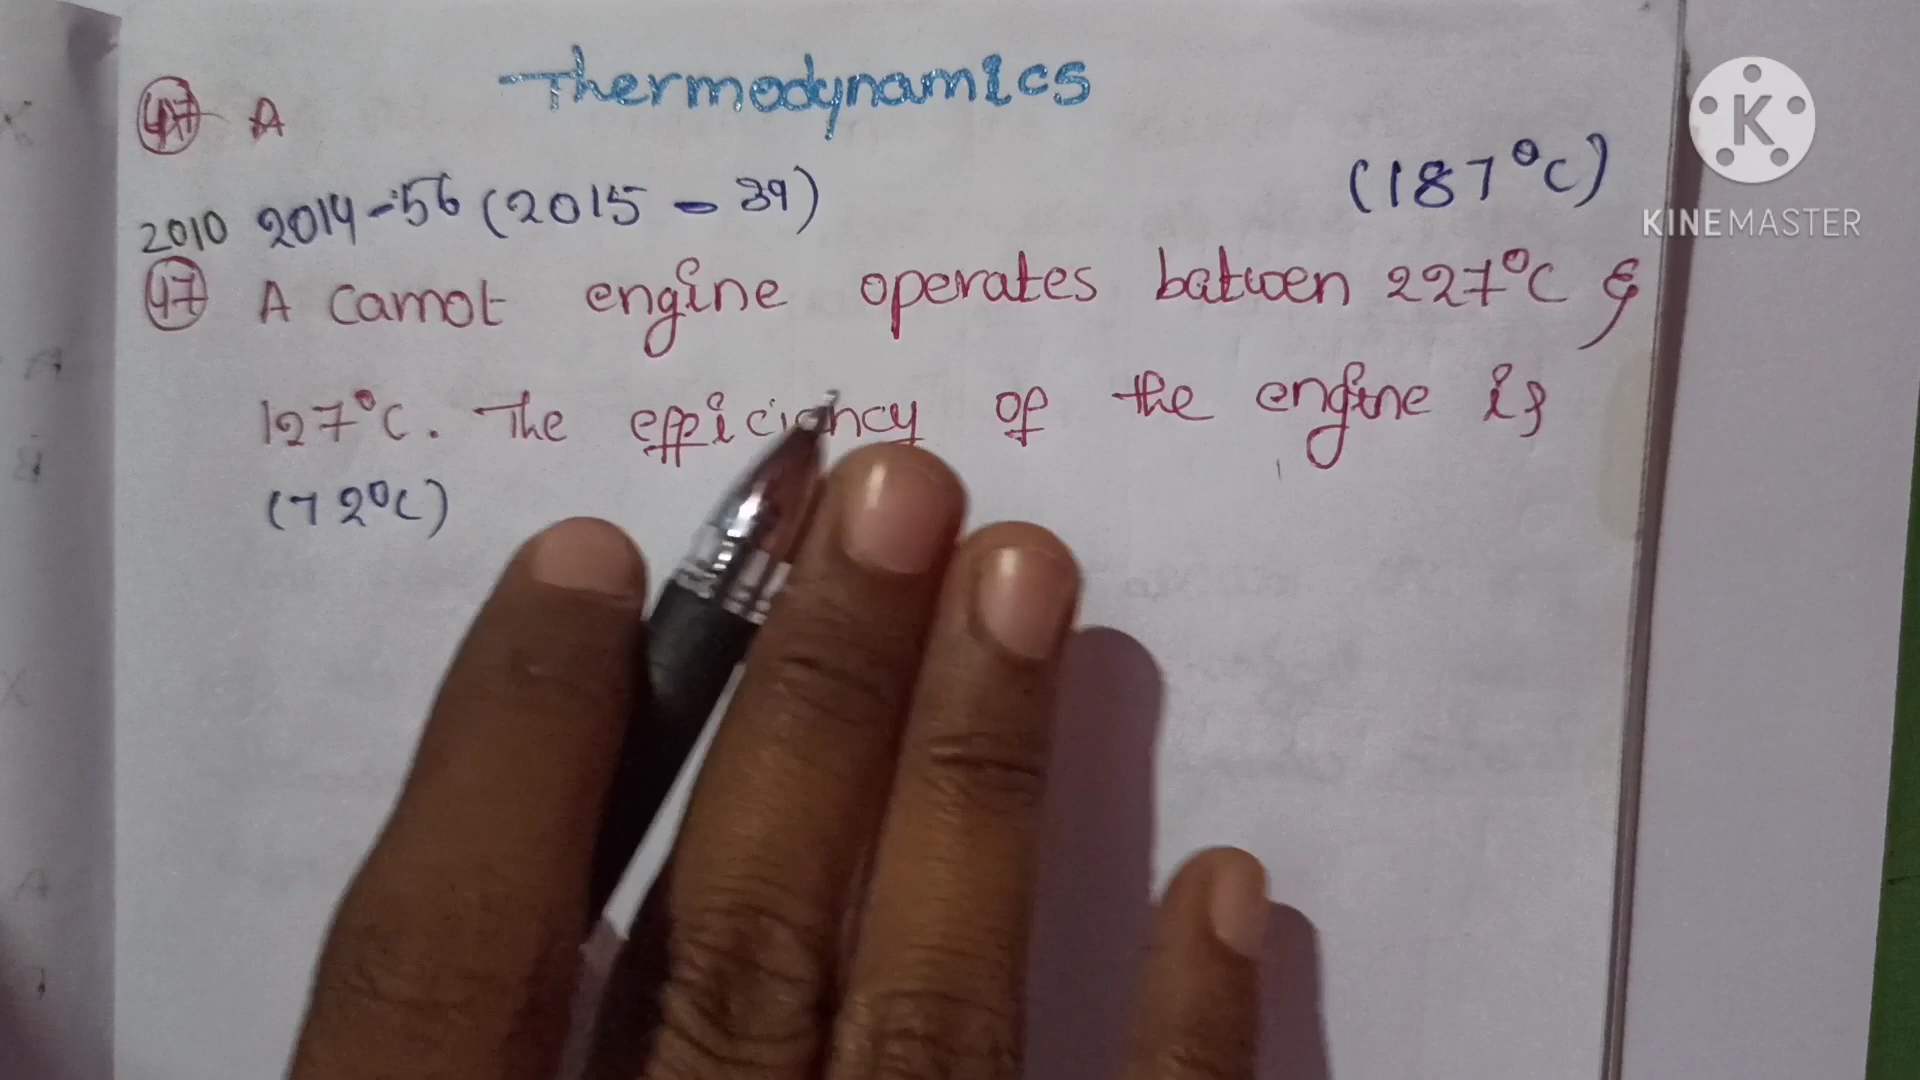 Thermodynamics
47 A
2010 2014-56 (2015 - 39) (187°C)
47 A Carnot engine operates batween 227°C &
127°C. The efficiency of the engine is
(72°C)
K
KINEMASTER